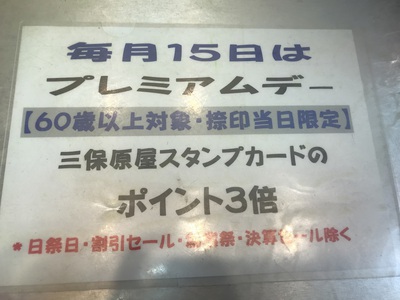 毎月15日は
プレミアムデー
【60歳以上対象・捺印当日限定】
三保原屋スタンプカードの
ポイント3倍
*日祭日・割引セール・祭・決算セール除く